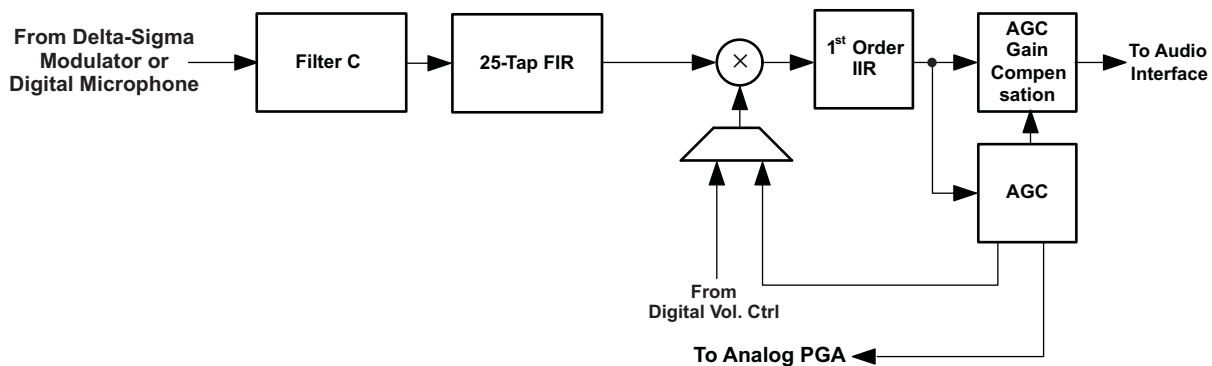 From Delta-Sigma
Modulator or
Digital Microphone
Filter C
25-Tap FIR
×
1st Order
IIR
AGC
Gain
Compen
sation
To Audio
Interface
AGC
From
Digital Vol. Ctrl
To Analog PGA